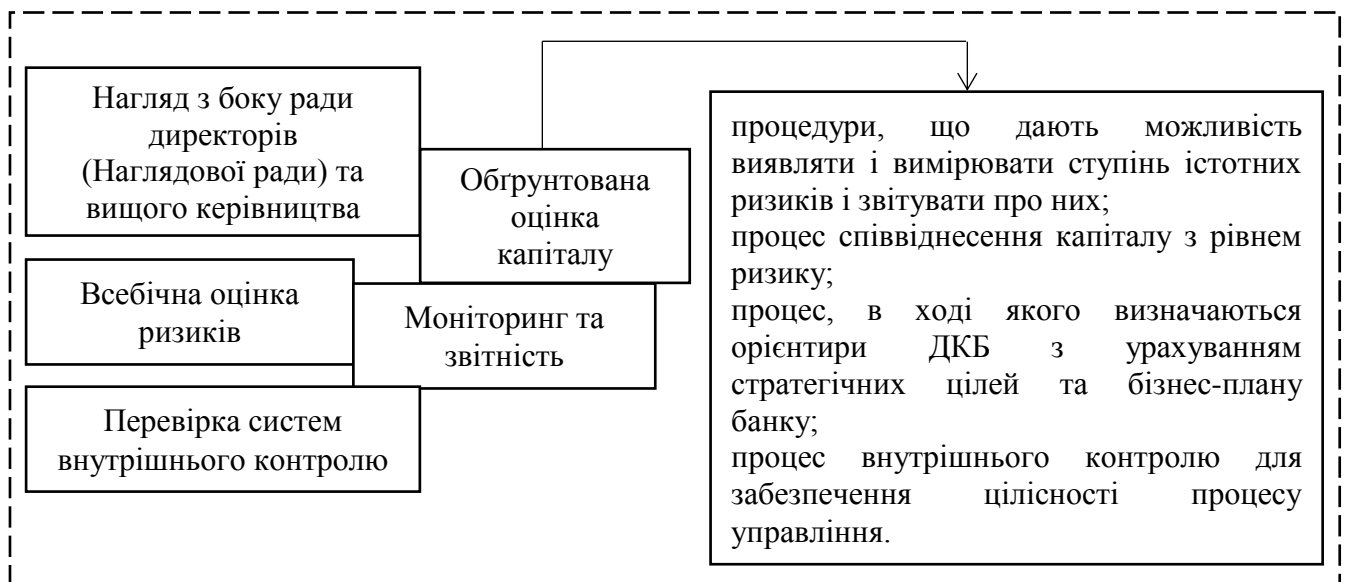 Нагляд з боку ради
директорів
(Наглядової ради) та
вищого керівництва
Обґрунтована
оцінка
капіталу
Всебічна оцінка
ризиків
Моніторинг та
звітність
Перевірка систем
внутрішнього контролю
процедури, що дають можливість
виявляти і вимірювати ступінь істотних
ризиків і звітувати про них;
процес співвіднесення капіталу з рівнем
ризику;
процес, в ході якого визначаються
орієнтири ДКБ з урахуванням
стратегічних цілей та бізнес-плану
банку;
процес внутрішнього контролю для
забезпечення цілісності процесу
управління.